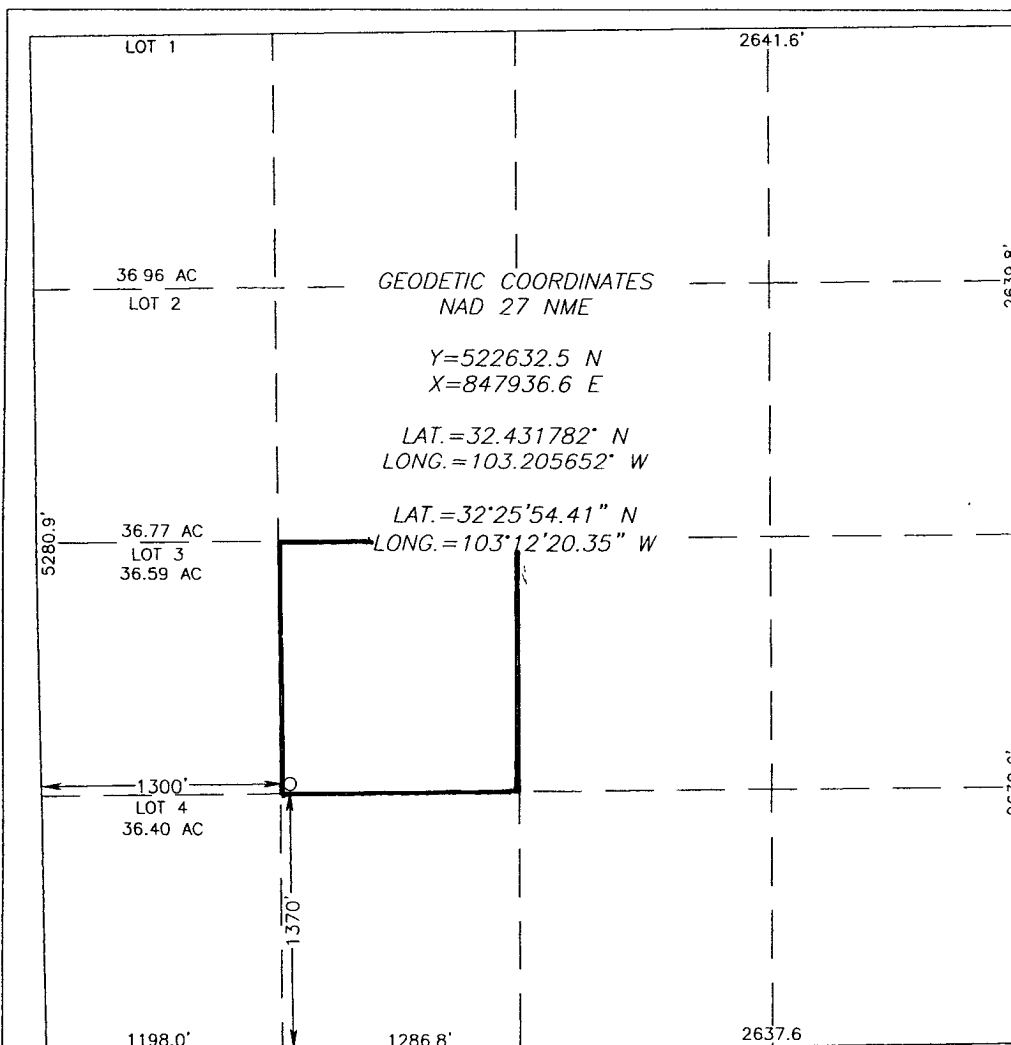 LOT 1
2641.6'
36 96 AC
LOT 2
GEODETIC COORDINATES
NAD 27 NME
2639.8'
Y=522632.5 N
X=847936.6 E
LAT.=32.431782° N
LONG.=103.205652° W
LAT.=32°25'54.41" N
LONG.=103°12'20.35" W
5280.9'
36.77 AC
LOT 3
36.59 AC
1300'
LOT 4
36.40 AC
1370'
1198.0'
1286.8'
2637.6